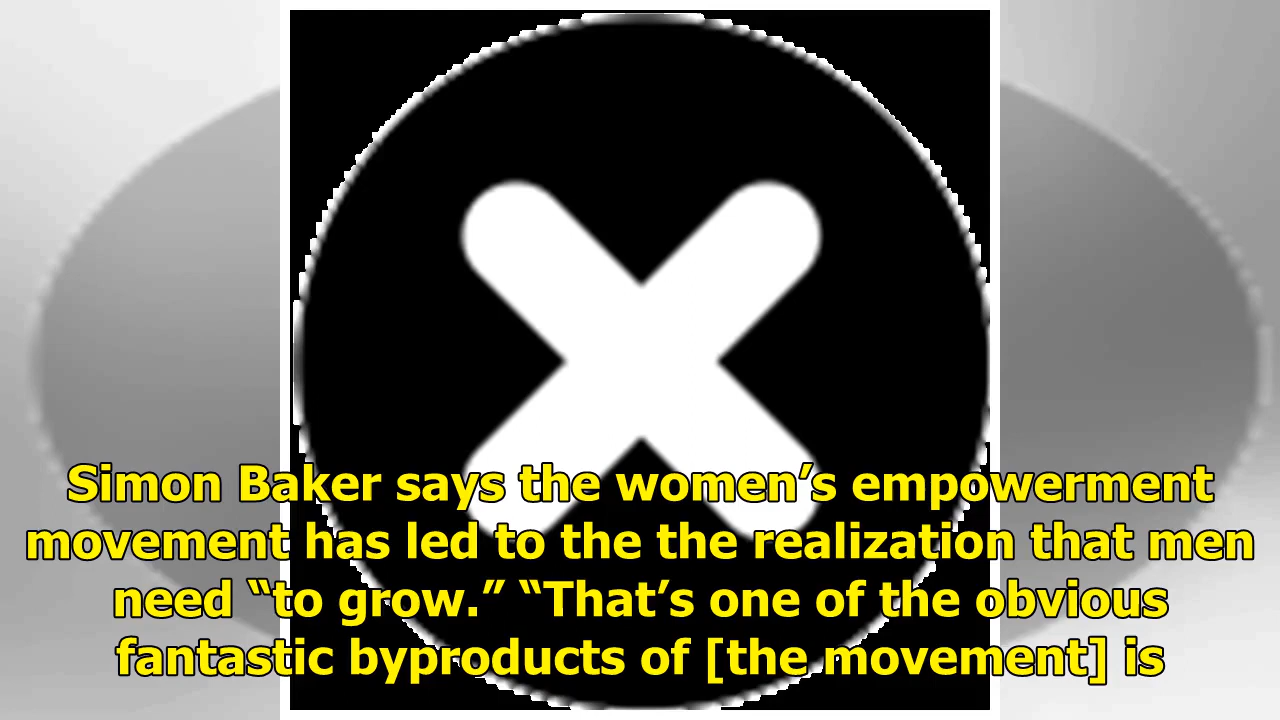 Simon Baker says the women’s empowerment
movement has led to the the realization that men
need “to grow.” “That’s one of the obvious
fantastic byproducts of [the movement] is